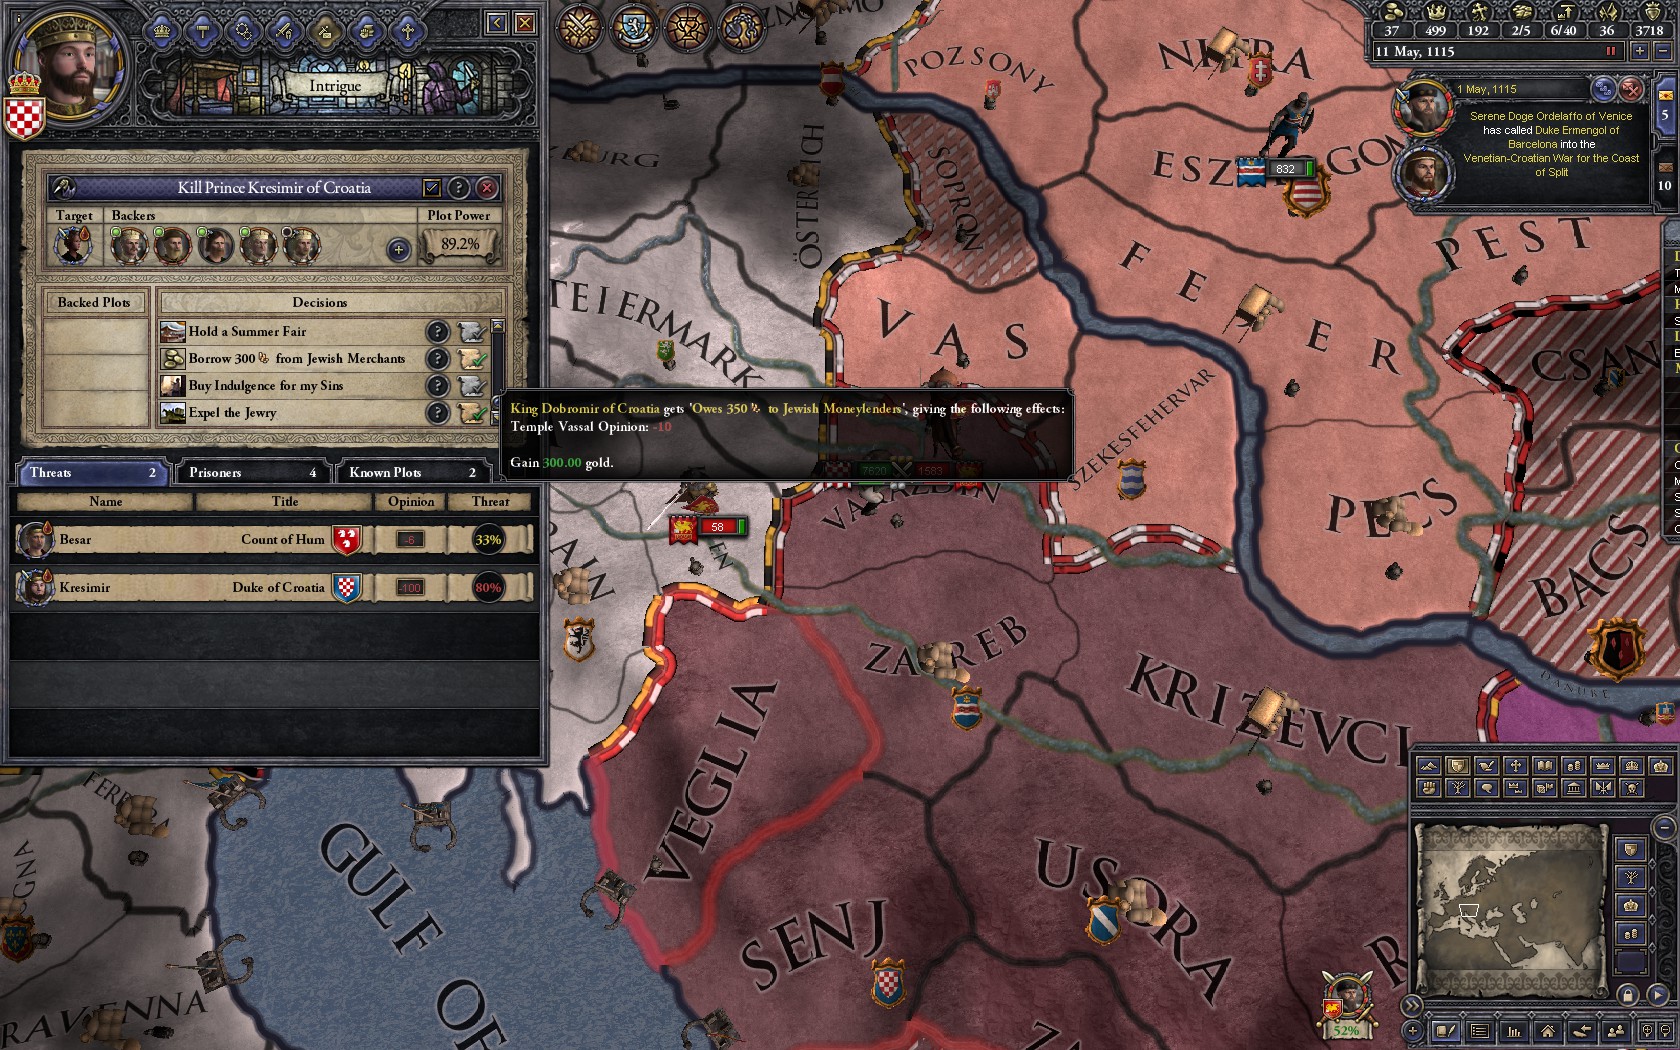 Intrigue
Kill Prince Kresimir of Croatia
Target
Backers
Plot Power
89.2%
Backed Plots
Decisions
Hold a Summer Fair
Borrow 300 from Jewish Merchants
Buy Indulgence for my Sins
Expel the Jewry
King Dobromir of Croatia gets 'Owes 350 to Jewish Moneylenders', giving the following effects:
Temple Vassal Opinion: -10
Gain 300.00 gold.
Threats 2
Prisoners 4
Known Plots 2
Name
Title
Opinion
Threat
Besar
Count of Hum
-6
33%
Kresimir
Duke of Croatia
-100
80%
37
499
192
2/5
6/40
36
3718
11 May, 1115
1 May, 1115
Serene Doge Ordelaffo of Venice
has called Duke Ermengol of
Barcelona into the
Venetian-Croatian War for the Coast
of Split
5
10
POZSONY
NITRA
SOPRON
832
PEST
ÖSTERREICH
TEIERMARK
VAS
FEJER
CSAN
SZEKESFEHERVAR
7620
1583
VARAZDIN
58
PECS
BACS
ZAGREB
KRIZEVCI
DANUBE
VEGLIA
USORA
SENJ
GULF
OF
RAVENNA
52%